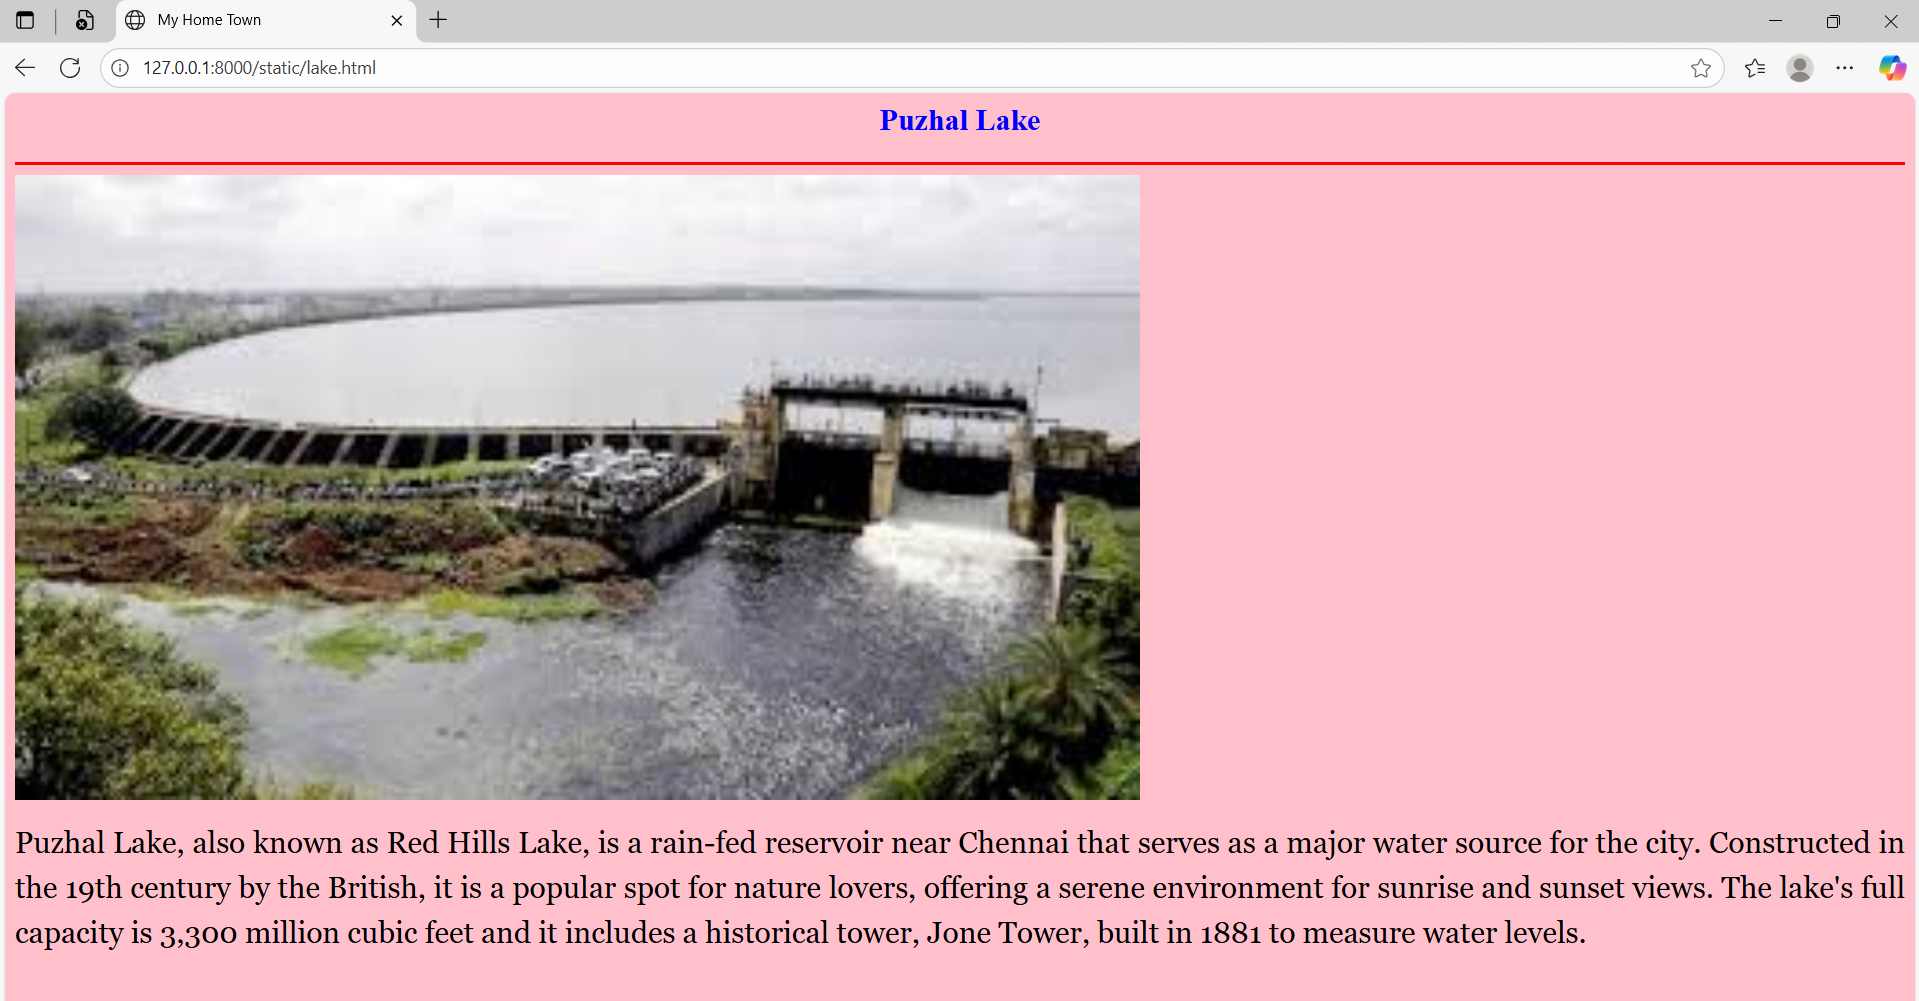 My Home Town
127.0.0.1:8000/static/lake.html
Puzhal Lake
Puzhal Lake, also known as Red Hills Lake, is a rain-fed reservoir near Chennai that serves as a major water source for the city. Constructed in
the 19th century by the British, it is a popular spot for nature lovers, offering a serene environment for sunrise and sunset views. The lake's full
capacity is 3,300 million cubic feet and it includes a historical tower, Jone Tower, built in 1881 to measure water levels.